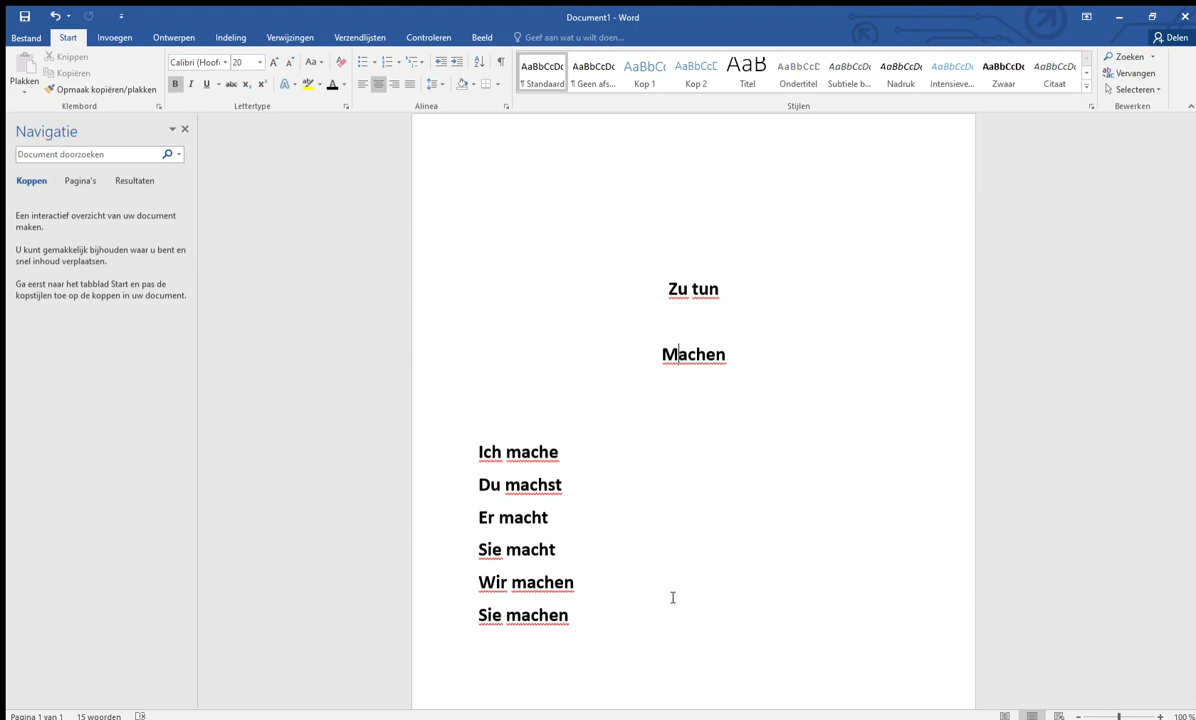 Document1 - Word
Bestand Start Invoegen Ontwerpen Indeling Verwijzingen Verzendlijsten Controleren Beeld Geef aan wat u wilt doen... Delen
Plakken
Knippen
Kopiëren
Opmaak kopiëren/plakken
Klembord
Calibri (Hoof 20
Aa
B I U abc x₂ x²
Lettertype
Alinea
AaBbCcDc AaBbCcDc AaBbCc AaBbCcD AaB AaBbCcD AaBbCcDc AaBbCcDc AaBbCcDc AaBbCcDc AaBbCcDc
¶ Standaard ¶ Geen afs... Kop 1 Kop 2 Titel Ondertitel Subtiele b... Nadruk Intensieve... Zwaar Citaat
Stijlen
Zoeken
Vervangen
Selecteren
Bewerken
Navigatie
Document doorzoeken
Koppen Pagina's Resultaten
Een interactief overzicht van uw document
maken.
U kunt gemakkelijk bijhouden waar u bent en
snel inhoud verplaatsen.
Ga eerst naar het tabblad Start en pas de
kopstijlen toe op de koppen in uw document.
Zu tun
Machen
Ich mache
Du machst
Er macht
Sie macht
Wir machen
Sie machen
Pagina 1 van 1 15 woorden 100 %